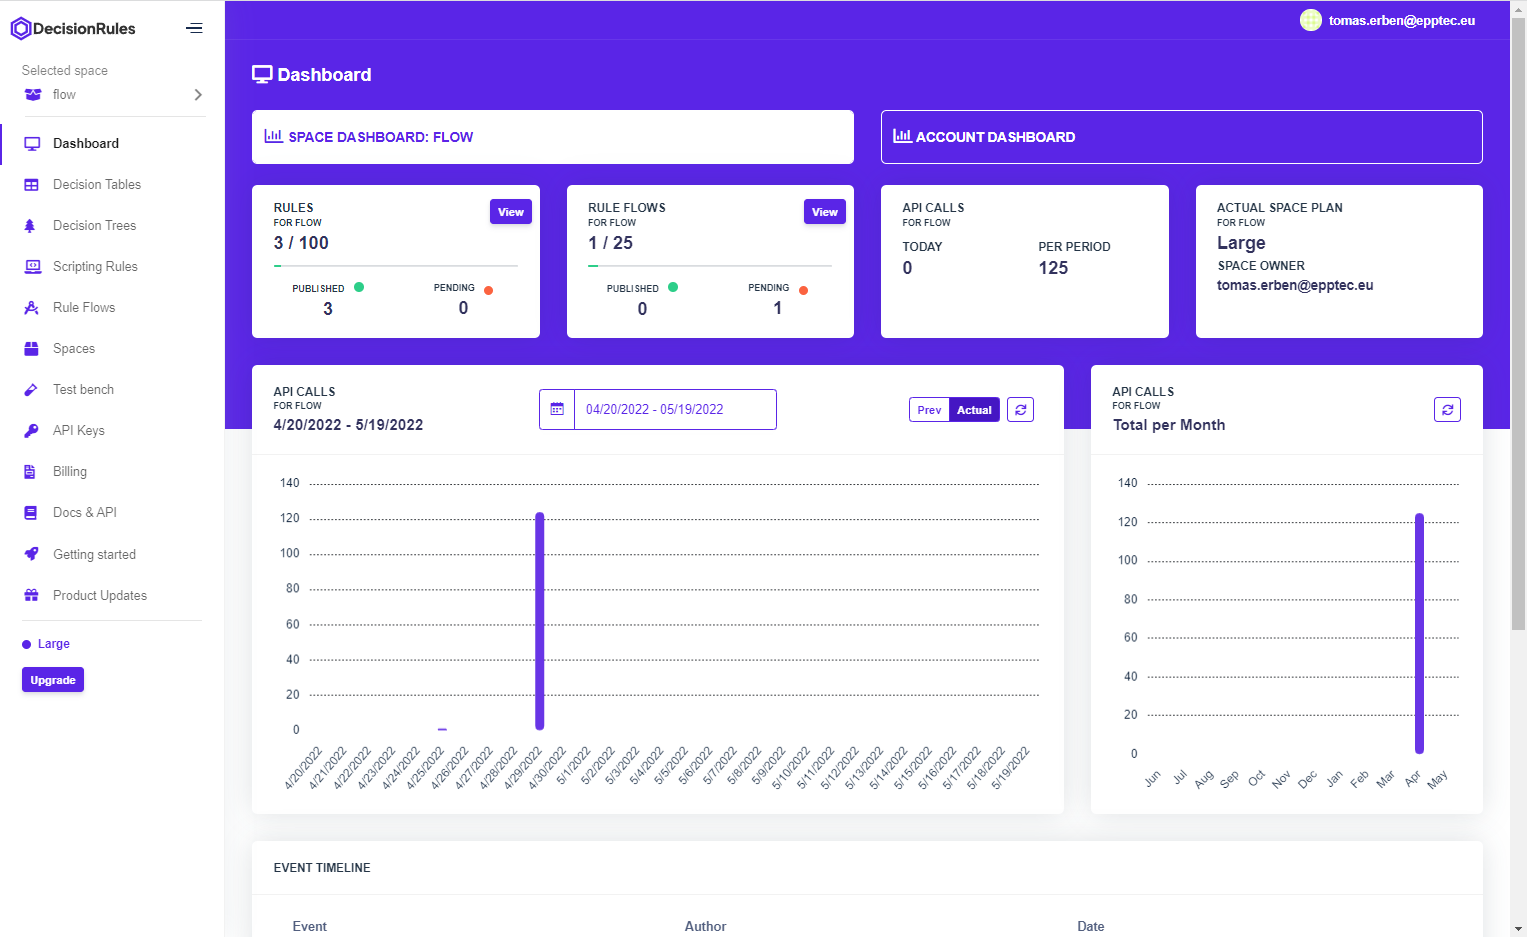 DecisionRules
tomas.erben@epptec.eu
Selected space
flow
Dashboard
Decision Tables
Decision Trees
Scripting Rules
Rule Flows
Spaces
Test bench
API Keys
Billing
Docs & API
Getting started
Product Updates
Large
Upgrade
Dashboard
SPACE DASHBOARD: FLOW
ACCOUNT DASHBOARD
RULES
FOR FLOW
View
3 / 100
PUBLISHED
PENDING
3
0
RULE FLOWS
FOR FLOW
View
1 / 25
PUBLISHED
PENDING
0
1
API CALLS
FOR FLOW
TODAY
PER PERIOD
0
125
ACTUAL SPACE PLAN
FOR FLOW
Large
SPACE OWNER
tomas.erben@epptec.eu
API CALLS
FOR FLOW
4/20/2022 - 5/19/2022
04/20/2022 - 05/19/2022
Prev
Actual
140
120
100
80
60
40
20
0
4/20/2022
4/21/2022
4/22/2022
4/23/2022
4/24/2022
4/25/2022
4/26/2022
4/27/2022
4/28/2022
4/29/2022
4/30/2022
5/1/2022
5/2/2022
5/3/2022
5/4/2022
5/5/2022
5/6/2022
5/7/2022
5/8/2022
5/9/2022
5/10/2022
5/11/2022
5/12/2022
5/13/2022
5/14/2022
5/15/2022
5/16/2022
5/17/2022
5/18/2022
5/19/2022
API CALLS
FOR FLOW
Total per Month
140
120
100
80
60
40
20
0
Jun
Jul
Aug
Sep
Oct
Nov
Dec
Jan
Feb
Mar
Apr
May
EVENT TIMELINE
Event
Author
Date